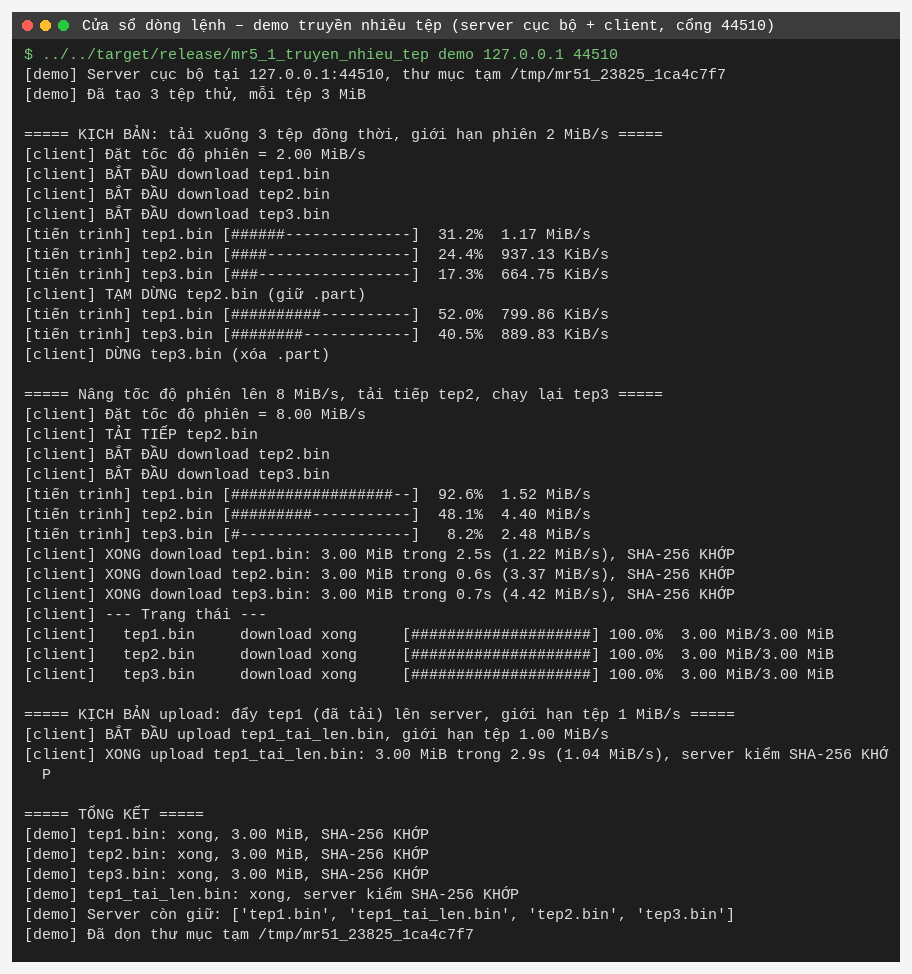 Cửa sổ dòng lệnh – demo truyền nhiều tệp (server cục bộ + client, cổng 44510)
$ ../../target/release/mr5_1_truyen_nhieu_tep demo 127.0.0.1 44510
[demo] Server cục bộ tại 127.0.0.1:44510, thư mục tạm /tmp/mr51_23825_1ca4c7f7
[demo] Đã tạo 3 tệp thử, mỗi tệp 3 MiB
===== KỊCH BẢN: tải xuống 3 tệp đồng thời, giới hạn phiên 2 MiB/s =====
[client] Đặt tốc độ phiên = 2.00 MiB/s
[client] BẮT ĐẦU download tep1.bin
[client] BẮT ĐẦU download tep2.bin
[client] BẮT ĐẦU download tep3.bin
[tiến trình] tep1.bin [######--------------]  31.2%  1.17 MiB/s
[tiến trình] tep2.bin [####----------------]  24.4%  937.13 KiB/s
[tiến trình] tep3.bin [###-----------------]  17.3%  664.75 KiB/s
[client] TẠM DỪNG tep2.bin (giữ .part)
[tiến trình] tep1.bin [##########----------]  52.0%  799.86 KiB/s
[tiến trình] tep3.bin [########------------]  40.5%  889.83 KiB/s
[client] DỪNG tep3.bin (xóa .part)
===== Nâng tốc độ phiên lên 8 MiB/s, tải tiếp tep2, chạy lại tep3 =====
[client] Đặt tốc độ phiên = 8.00 MiB/s
[client] TẢI TIẾP tep2.bin
[client] BẮT ĐẦU download tep2.bin
[client] BẮT ĐẦU download tep3.bin
[tiến trình] tep1.bin [##################--]  92.6%  1.52 MiB/s
[tiến trình] tep2.bin [#########-----------]  48.1%  4.40 MiB/s
[tiến trình] tep3.bin [#-------------------]   8.2%  2.48 MiB/s
[client] XONG download tep1.bin: 3.00 MiB trong 2.5s (1.22 MiB/s), SHA-256 KHỚP
[client] XONG download tep2.bin: 3.00 MiB trong 0.6s (3.37 MiB/s), SHA-256 KHỚP
[client] XONG download tep3.bin: 3.00 MiB trong 0.7s (4.42 MiB/s), SHA-256 KHỚP
[client] --- Trạng thái ---
[client]   tep1.bin     download xong     [####################] 100.0%  3.00 MiB/3.00 MiB
[client]   tep2.bin     download xong     [####################] 100.0%  3.00 MiB/3.00 MiB
[client]   tep3.bin     download xong     [####################] 100.0%  3.00 MiB/3.00 MiB
===== KỊCH BẢN upload: đẩy tep1 (đã tải) lên server, giới hạn tệp 1 MiB/s =====
[client] BẮT ĐẦU upload tep1_tai_len.bin, giới hạn tệp 1.00 MiB/s
[client] XONG upload tep1_tai_len.bin: 3.00 MiB trong 2.9s (1.04 MiB/s), server kiểm SHA-256 KHỚ
P
===== TỔNG KẾT =====
[demo] tep1.bin: xong, 3.00 MiB, SHA-256 KHỚP
[demo] tep2.bin: xong, 3.00 MiB, SHA-256 KHỚP
[demo] tep3.bin: xong, 3.00 MiB, SHA-256 KHỚP
[demo] tep1_tai_len.bin: xong, server kiểm SHA-256 KHỚP
[demo] Server còn giữ: ['tep1.bin', 'tep1_tai_len.bin', 'tep2.bin', 'tep3.bin']
[demo] Đã dọn thư mục tạm /tmp/mr51_23825_1ca4c7f7